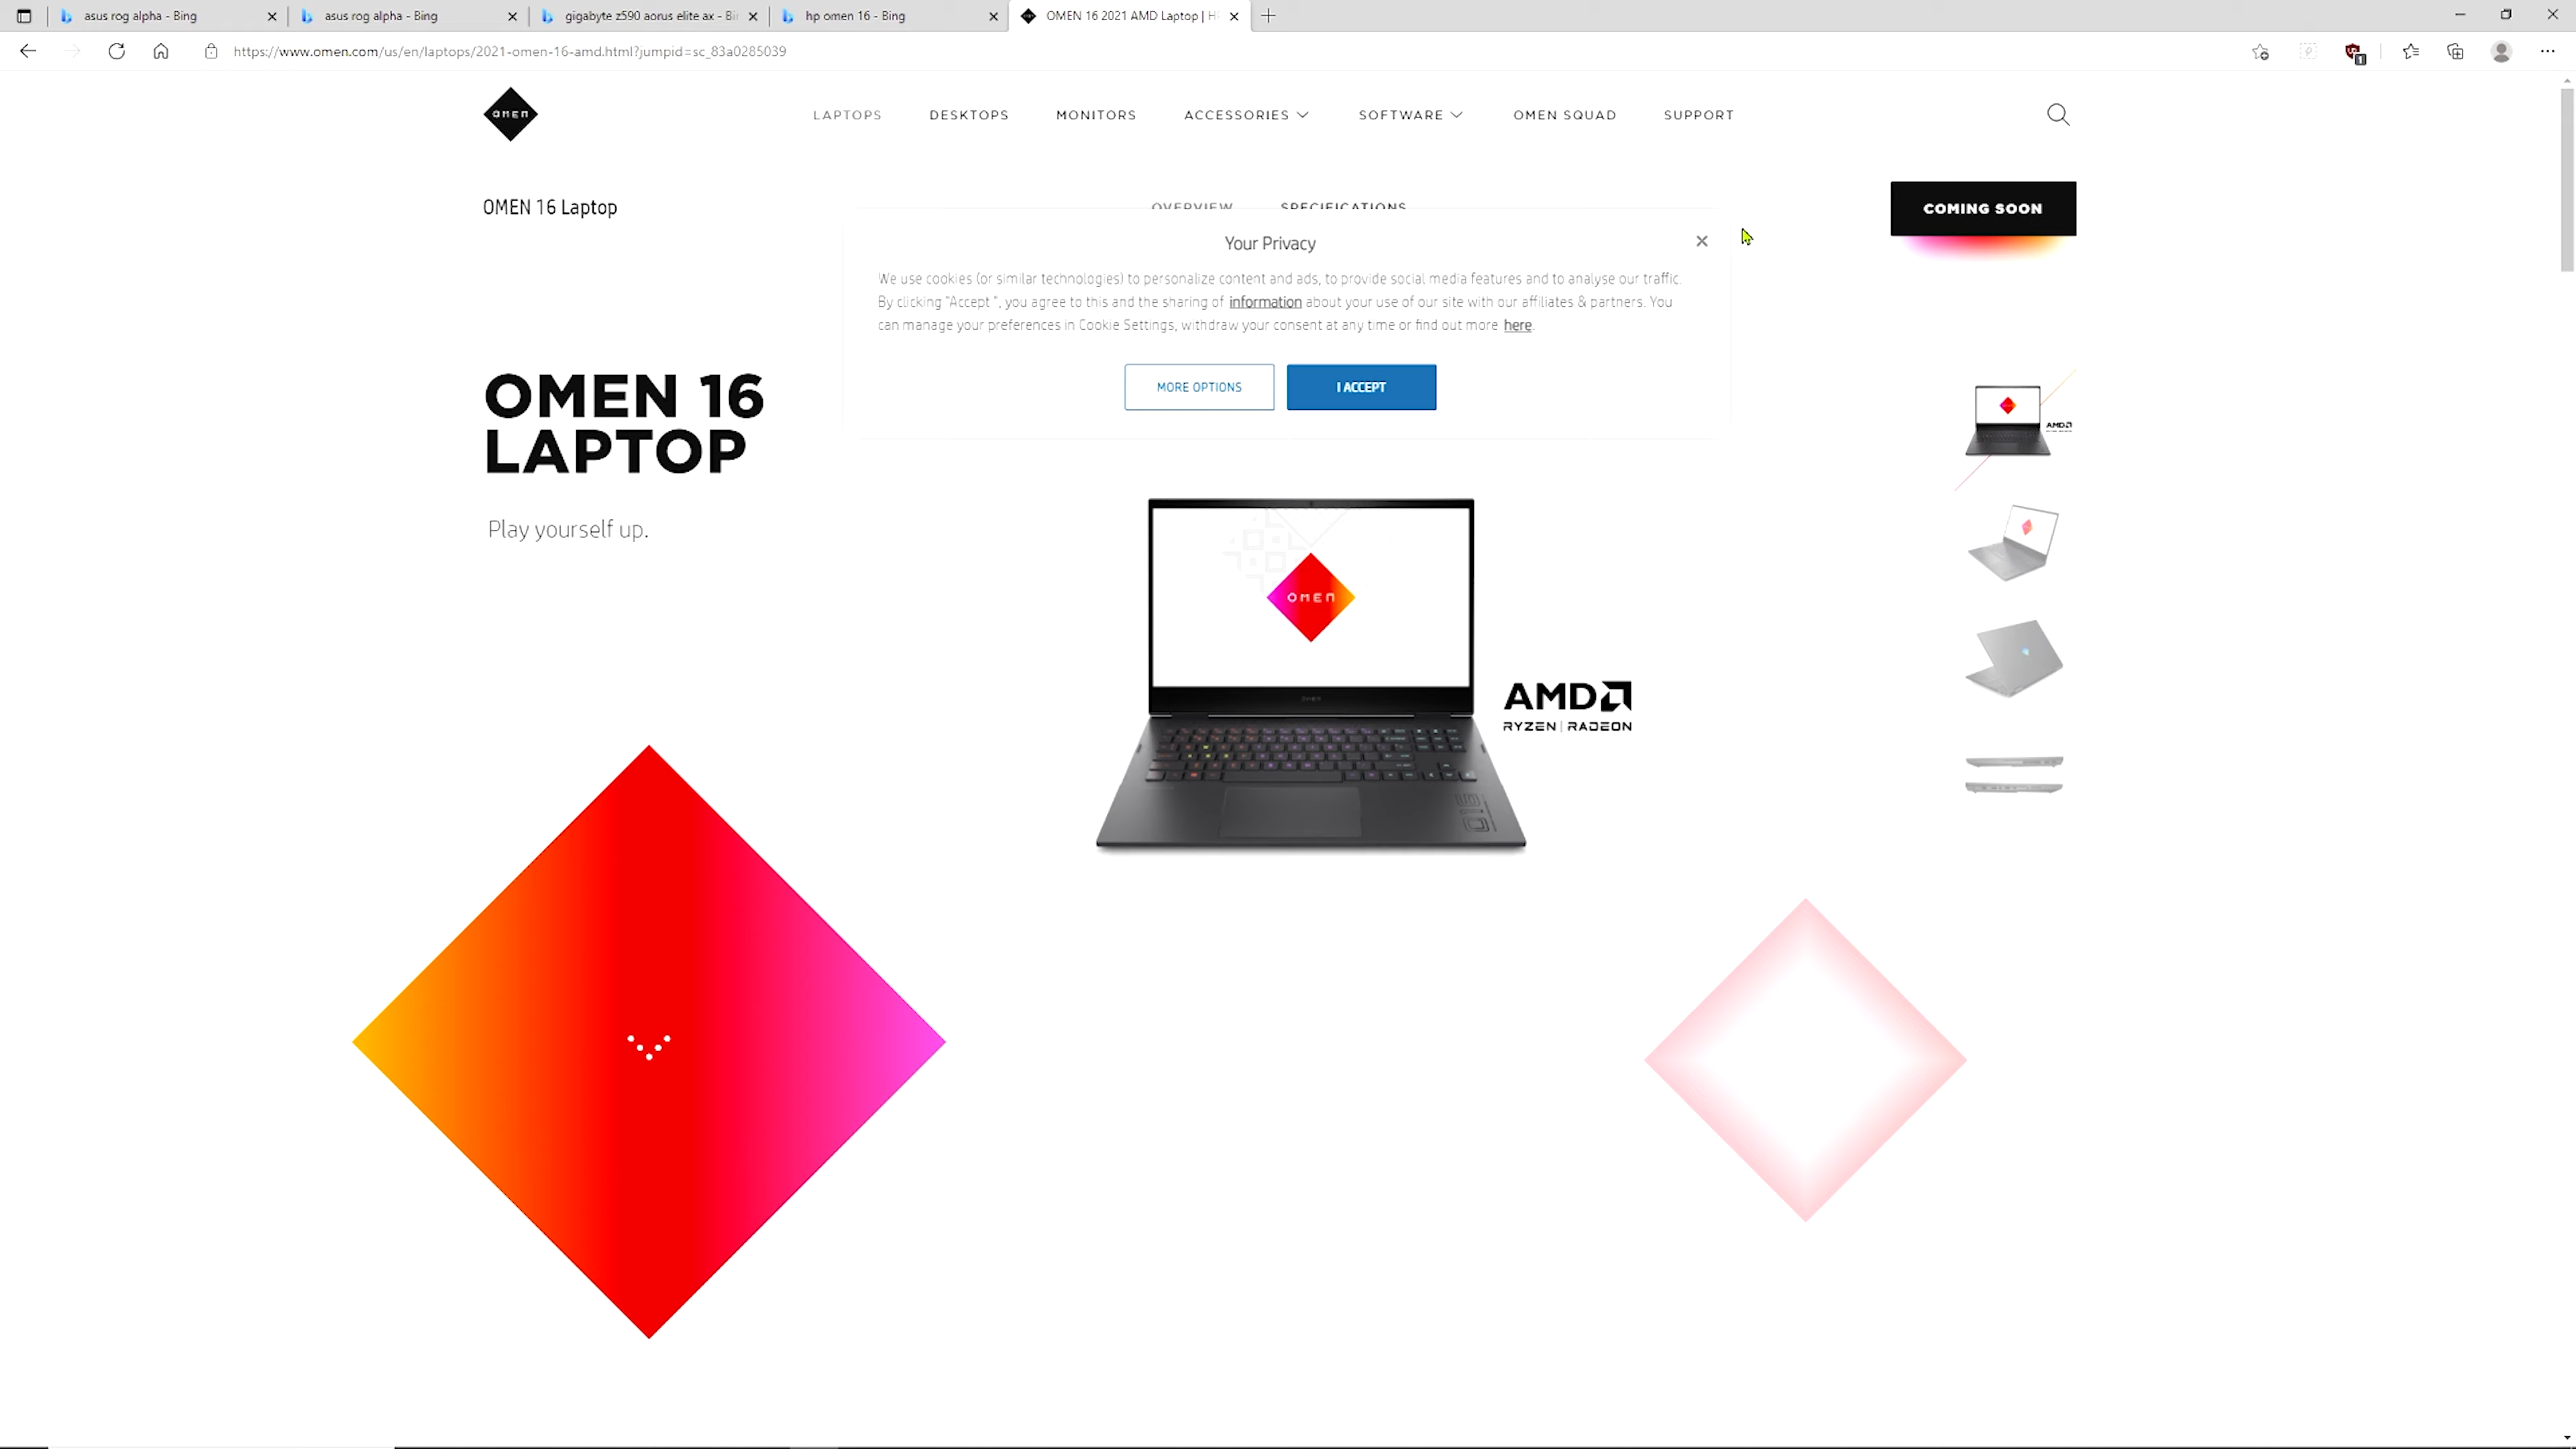 asus rog alpha - Bing
asus rog alpha - Bing
gigabyte z590 aorus elite ax - Bi
hp omen 16 - Bing
OMEN 16 2021 AMD Laptop | H
https://www.omen.com/us/en/laptops/2021-omen-16-amd.html?jumpid=sc_83a0285039
OMEN
LAPTOPS DESKTOPS MONITORS ACCESSORIES SOFTWARE OMEN SQUAD SUPPORT
OMEN 16 Laptop
OVERVIEW SPECIFICATIONS
COMING SOON
Your Privacy
We use cookies (or similar technologies) to personalize content and ads, to provide social media features and to analyse our traffic.
By clicking "Accept ", you agree to this and the sharing of information about your use of our site with our affiliates & partners. You
can manage your preferences in Cookie Settings, withdraw your consent at any time or find out more here.
MORE OPTIONS
I ACCEPT
OMEN 16
LAPTOP
Play yourself up.
OMEN
OMEN
AMD
RYZEN | RADEON
AMD